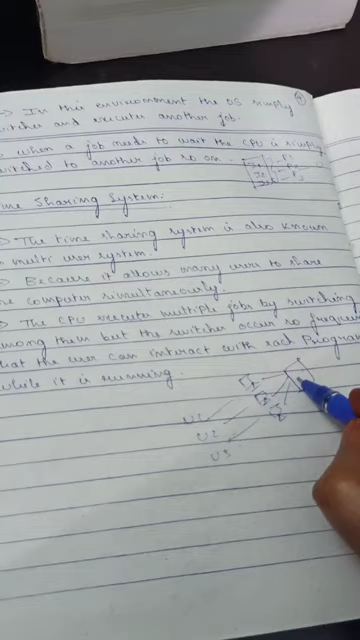 → In this environment the OS simply
switches and executes another job.
→ when a job needs to wait the CPU is simply
switched to another job so on.
Time Sharing System:
→ The time sharing system is also known
multi user system.
→ Because it allows many user to share
the computer simultaneously.
→ The CPU executes multiple jobs by switching
among them but the switches occur so frequen
that the user can interact with each Program
while it is running.
U1
U2
U3